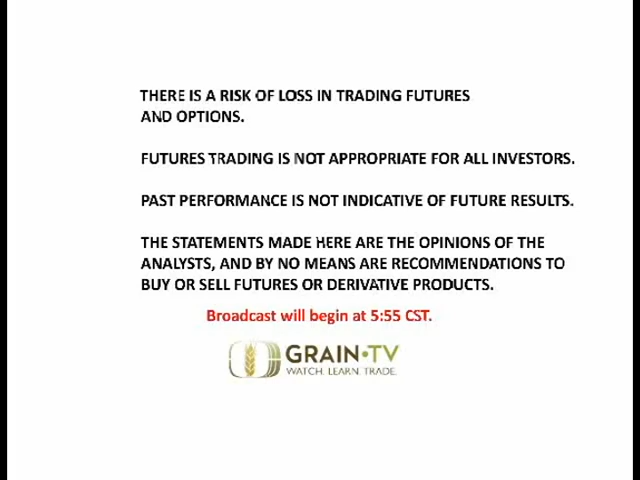 THERE IS A RISK OF LOSS IN TRADING FUTURES
AND OPTIONS.
FUTURES TRADING IS NOT APPROPRIATE FOR ALL INVESTORS.
PAST PERFORMANCE IS NOT INDICATIVE OF FUTURE RESULTS.
THE STATEMENTS MADE HERE ARE THE OPINIONS OF THE
ANALYSTS, AND BY NO MEANS ARE RECOMMENDATIONS TO
BUY OR SELL FUTURES OR DERIVATIVE PRODUCTS.
Broadcast will begin at 5:55 CST.
GRAIN•TV
WATCH. LEARN. TRADE.